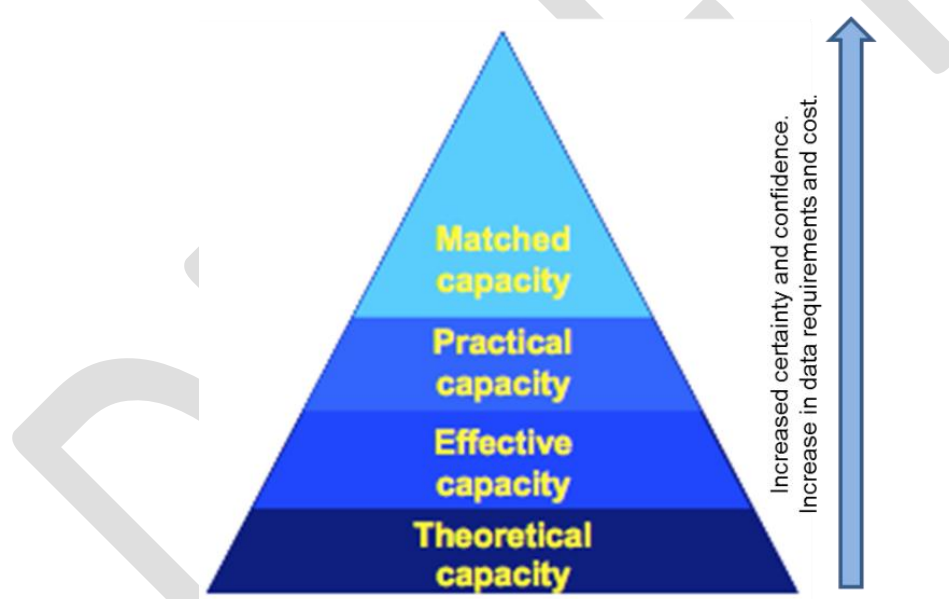 Matched
capacity
Practical
capacity
Effective
capacity
Theoretical
capacity
Increased certainty and confidence.
Increase in data requirements and cost.